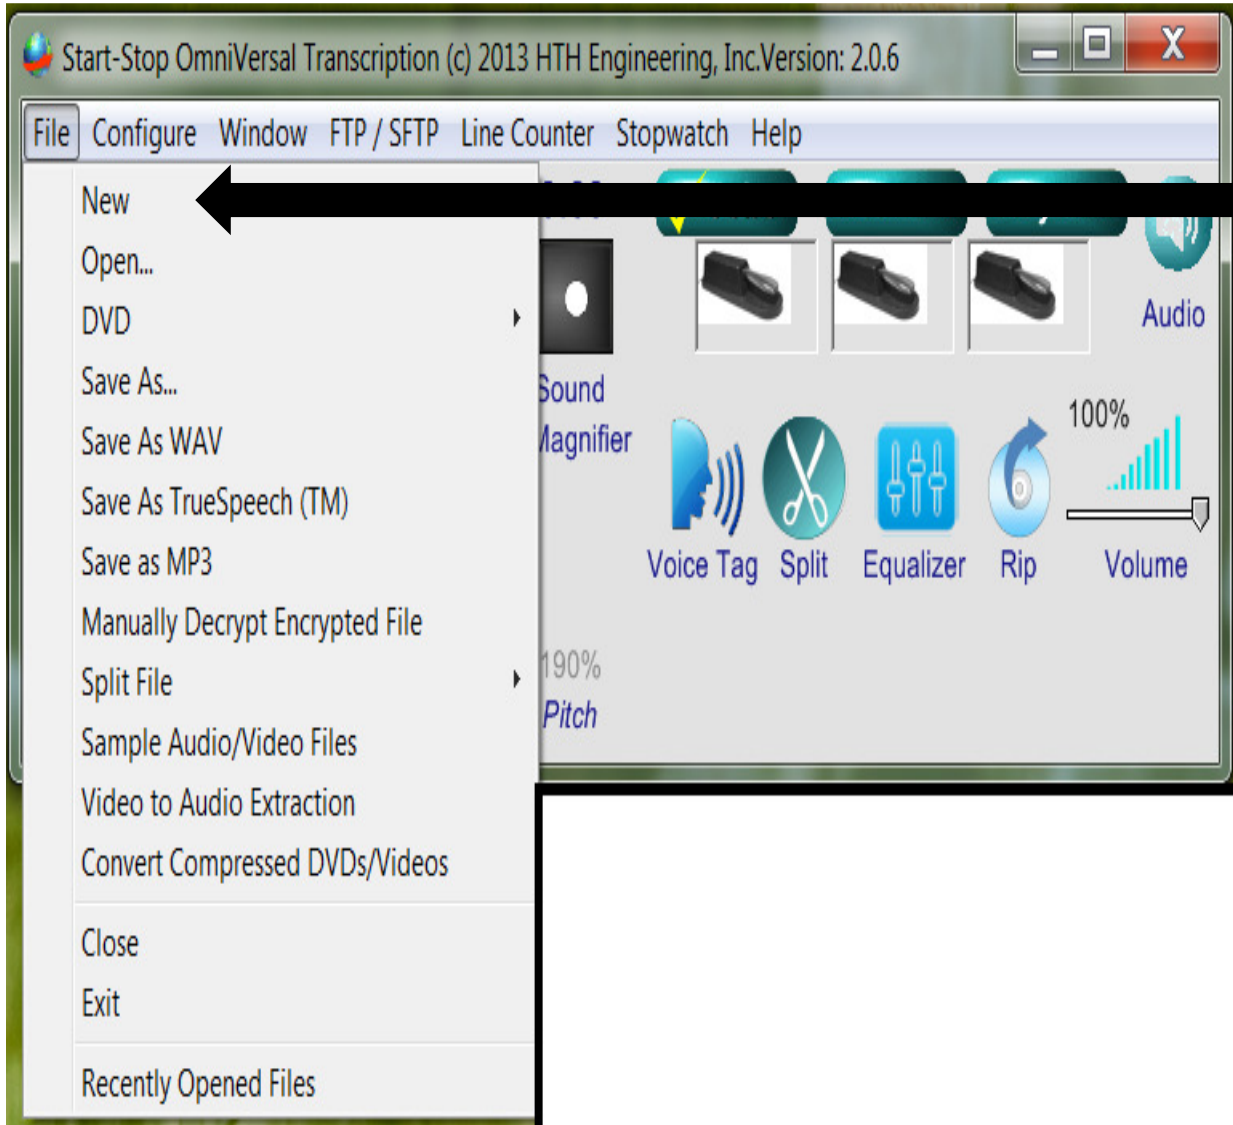 Start-Stop OmniVersal Transcription (c) 2013 HTH Engineering, Inc.Version: 2.0.6
File Configure Window FTP / SFTP Line Counter Stopwatch Help
New
Open...
DVD
Save As...
Save As WAV
Save As TrueSpeech (TM)
Save as MP3
Manually Decrypt Encrypted File
Split File
Sample Audio/Video Files
Video to Audio Extraction
Convert Compressed DVDs/Videos
Close
Exit
Recently Opened Files
Audio
Sound
Magnifier
100%
Voice Tag Split Equalizer Rip Volume
190%
Pitch